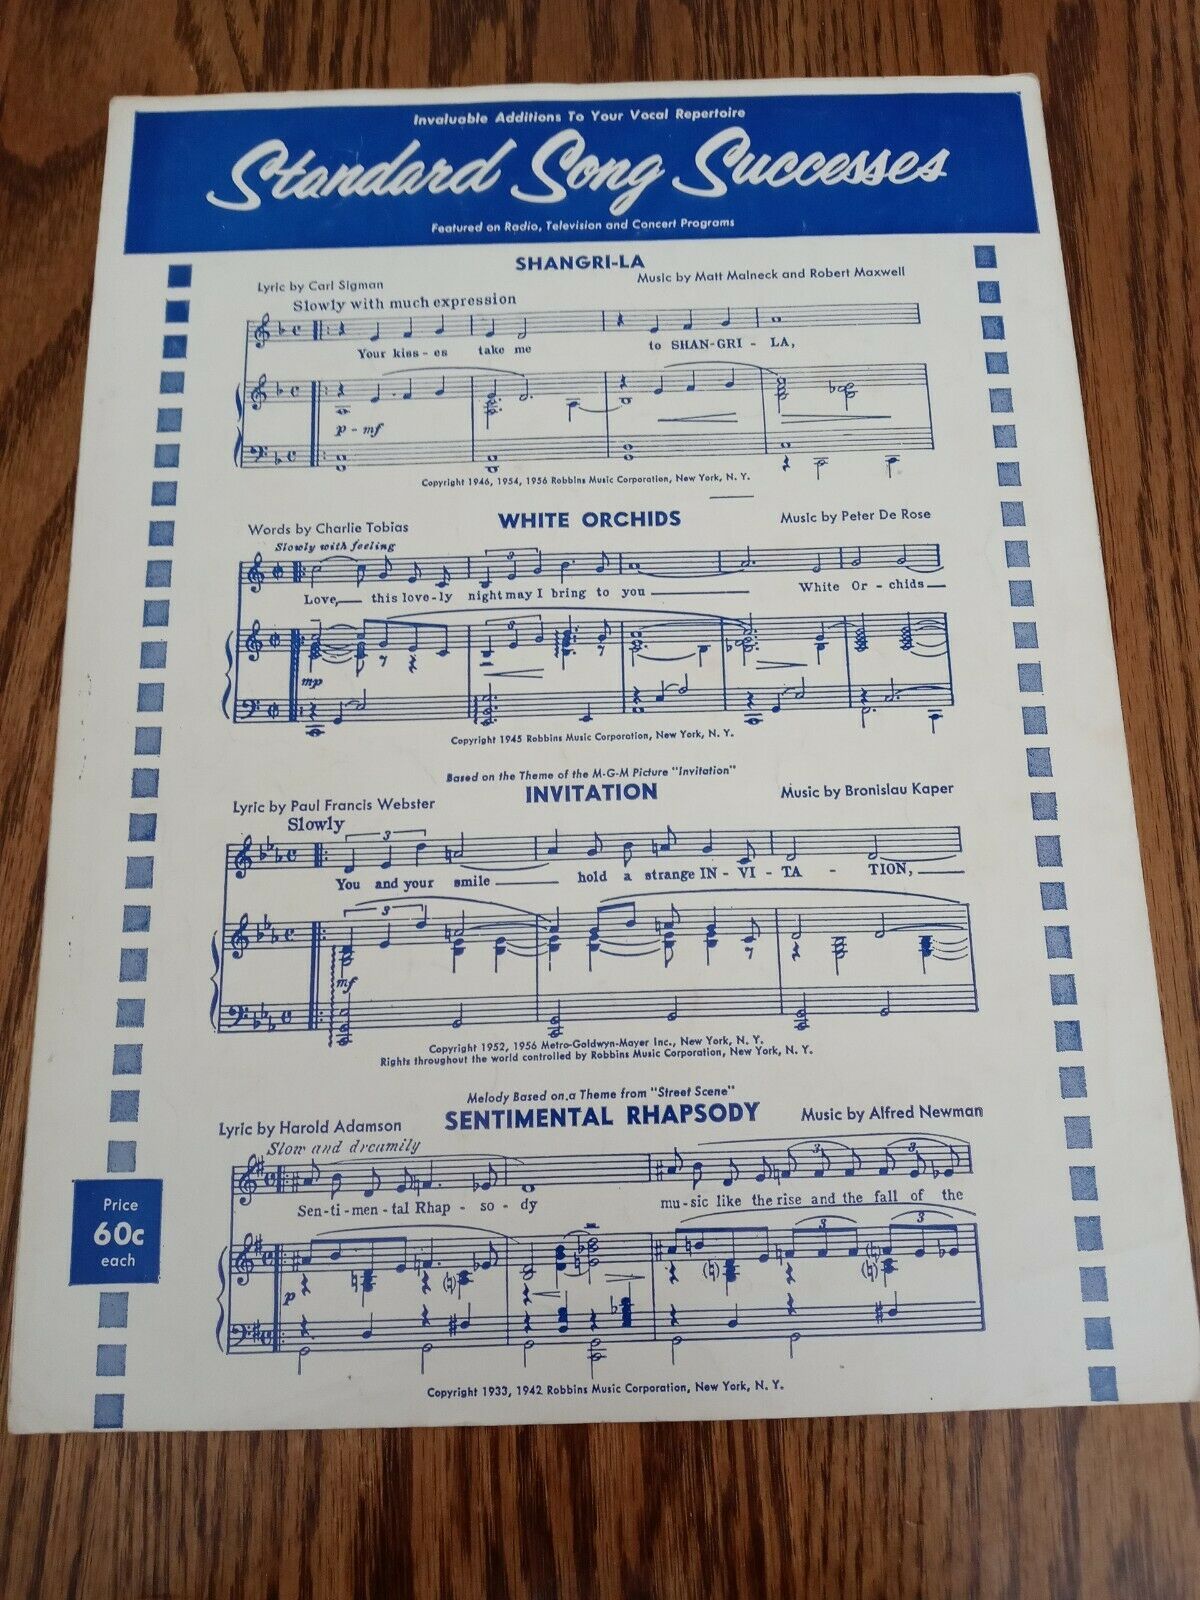 Invaluable Additions To Your Vocal Repertoire
Standard Song Successes
Featured on Radio, Television and Concert Programs
SHANGRI-LA
Lyric by Carl Sigman
Music by Matt Malneck and Robert Maxwell
Slowly with much expression
Your kiss - es take me to SHAN-GRI - LA,
p - mf
Copyright 1946, 1954, 1956 Robbins Music Corporation, New York, N. Y.
WHITE ORCHIDS
Words by Charlie Tobias
Music by Peter De Rose
Slowly with feeling
3
Love, this love-ly night may I bring to you White Or - chids
3
mp
Copyright 1945 Robbins Music Corporation, New York, N. Y.
Based on the Theme of the M-G-M Picture "Invitation"
INVITATION
Lyric by Paul Francis Webster
Music by Bronislau Kaper
Slowly
3
You and your smile hold a strange IN - VI - TA - TION,
3
mf
Copyright 1952, 1956 Metro-Goldwyn-Mayer Inc., New York, N. Y.
Rights throughout the world controlled by Robbins Music Corporation, New York, N. Y.
Melody Based on a Theme from "Street Scene"
SENTIMENTAL RHAPSODY
Lyric by Harold Adamson
Music by Alfred Newman
Slow and dreamily
3 3
Sen-ti-men-tal Rhap - so - dy mu-sic like the rise and the fall of the
3 3
p
Copyright 1933, 1942 Robbins Music Corporation, New York, N. Y.
Price
60c
each